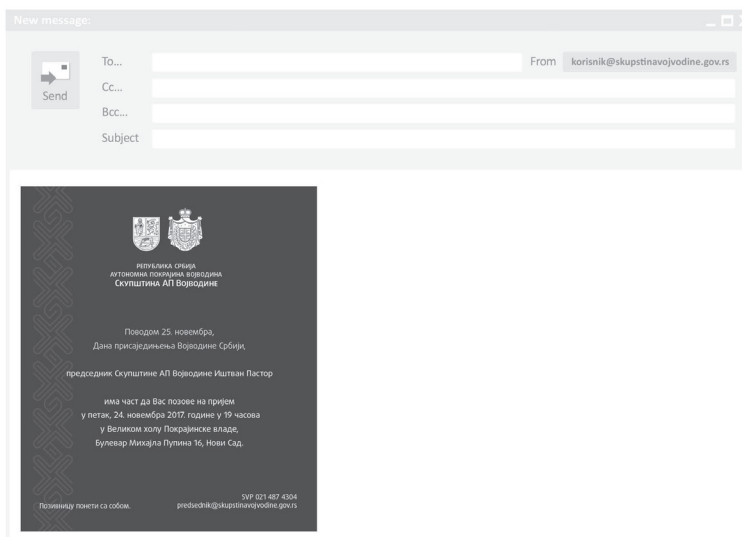 New message:
To...
From korisnik@skupstinavojvodine.gov.rs
Cc...
Send
Bcc...
Subject
РЕПУБЛИКА СРБИЈА
АУТОНОМНА ПОКРАЈИНА ВОЈВОДИНА
СКУПШТИНА АП ВОЈВОДИНЕ
Поводом 25. новембра,
Дана присаједињења Војводине Србији,
председник Скупштине АП Војводине Иштван Пастор
има част да Вас позове на пријем
у петак, 24. новембра 2017. године у 19 часова
у Великом холу Покрајинске владе,
Булевар Михајла Пупина 16, Нови Сад.
SVP 021 487 4304
Позивницу понети са собом. predsednik@skupstinavojvodine.gov.rs